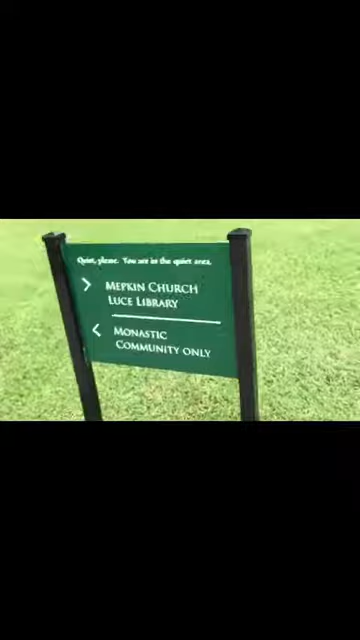 Quiet, please. You are in the quiet area.
> MEPKIN CHURCH
LUCE LIBRARY
< MONASTIC
COMMUNITY ONLY